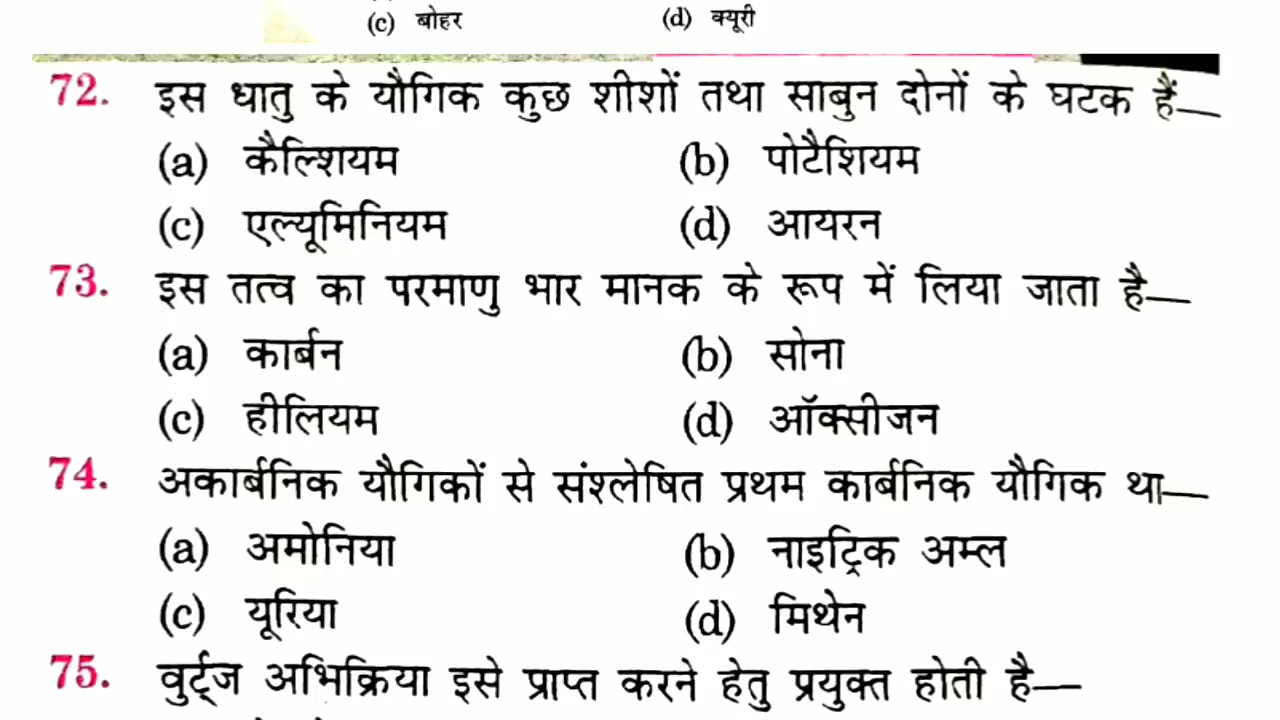 (c) बोहर (d) क्यूरी
72. इस धातु के यौगिक कुछ शीशों तथा साबुन दोनों के घटक हैं—
(a) कैल्शियम (b) पोटैशियम
(c) एल्यूमिनियम (d) आयरन
73. इस तत्व का परमाणु भार मानक के रूप में लिया जाता है—
(a) कार्बन (b) सोना
(c) हीलियम (d) ऑक्सीजन
74. अकार्बनिक यौगिकों से संश्लेषित प्रथम कार्बनिक यौगिक था—
(a) अमोनिया (b) नाइट्रिक अम्ल
(c) यूरिया (d) मिथेन
75. वुर्ट्ज अभिक्रिया इसे प्राप्त करने हेतु प्रयुक्त होती है—